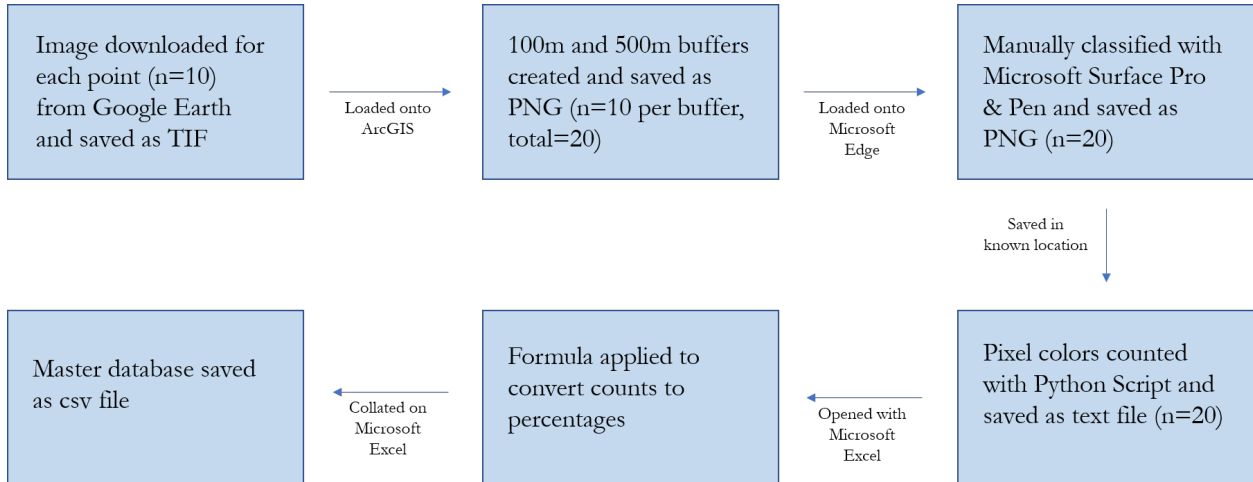 Image downloaded for
each point (n=10)
from Google Earth
and saved as TIF
Loaded onto
ArcGIS
100m and 500m buffers
created and saved as
PNG (n=10 per buffer,
total=20)
Loaded onto
Microsoft
Edge
Manually classified with
Microsoft Surface Pro
& Pen and saved as
PNG (n=20)
Saved in
known location
Pixel colors counted
with Python Script and
saved as text file (n=20)
Opened with
Microsoft
Excel
Formula applied to
convert counts to
percentages
Collated on
Microsoft
Excel
Master database saved
as csv file